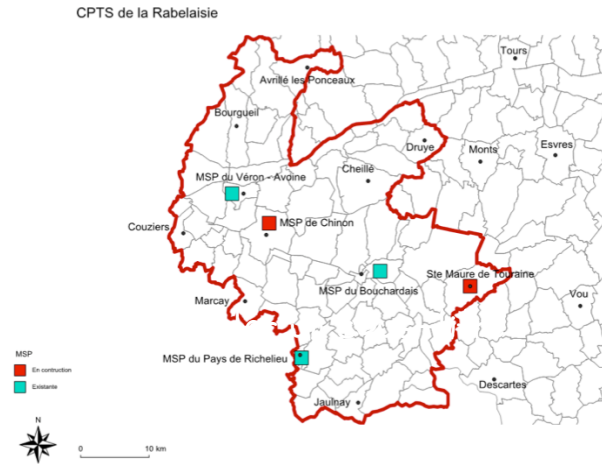 CPTS de la Rabelaisie
Tours
Avrillé les Ponceaux
Bourgueil
Druye
Monts
Esvres
Cheillé
MSP du Véron - Avoine
MSP de Chinon
Couziers
Ste Maure de Touraine
MSP du Bouchardais
Marcay
Vou
MSP du Pays de Richelieu
MSP
En contruction
Existante
Descartes
Jaulnay
N
0
10 km